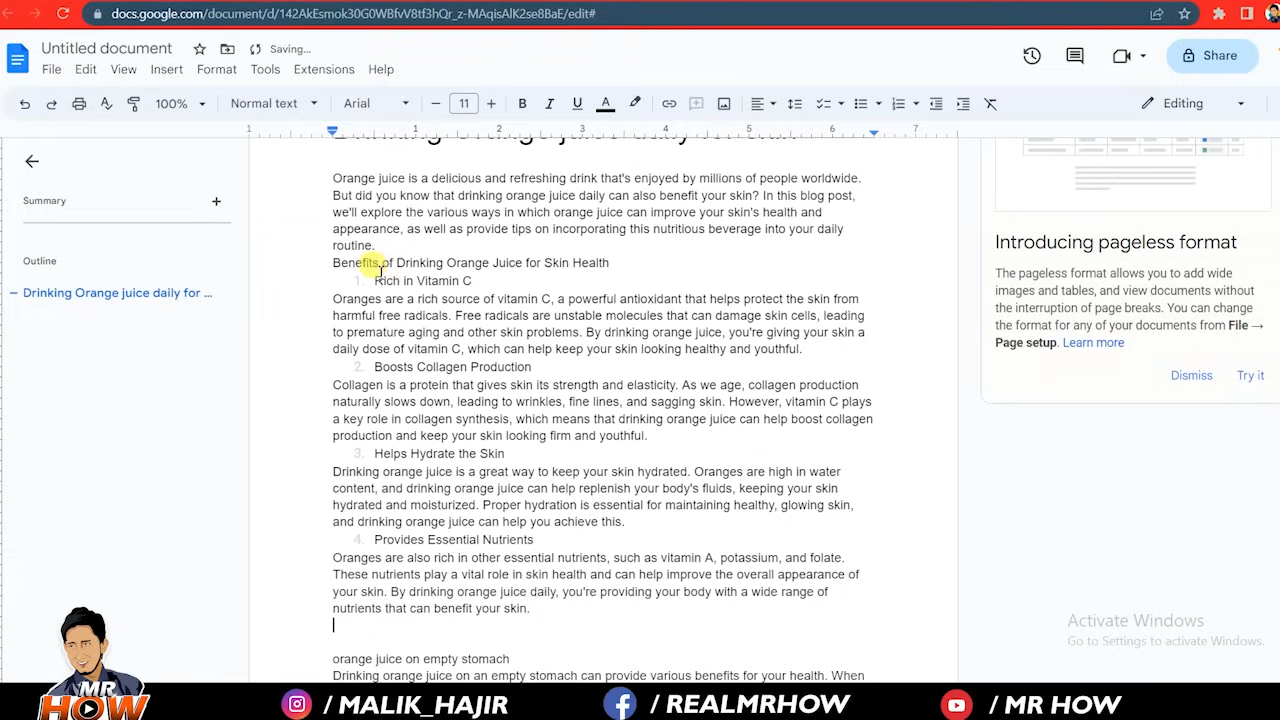 docs.google.com/document/d/142AkEsmok30G0WBfvV8tf3hQr_z-MAqisAlK2se8BaE/edit#
Untitled document Saving...
File Edit View Insert Format Tools Extensions Help
Share
100% Normal text Arial 11 Editing
1 1 2 3 4 5 6 7
Summary
Outline
Drinking Orange juice daily for ...
Orange juice is a delicious and refreshing drink that's enjoyed by millions of people worldwide.
But did you know that drinking orange juice daily can also benefit your skin? In this blog post,
we'll explore the various ways in which orange juice can improve your skin's health and
appearance, as well as provide tips on incorporating this nutritious beverage into your daily
routine.
Benefits of Drinking Orange Juice for Skin Health
1. Rich in Vitamin C
Oranges are a rich source of vitamin C, a powerful antioxidant that helps protect the skin from
harmful free radicals. Free radicals are unstable molecules that can damage skin cells, leading
to premature aging and other skin problems. By drinking orange juice, you're giving your skin a
daily dose of vitamin C, which can help keep your skin looking healthy and youthful.
2. Boosts Collagen Production
Collagen is a protein that gives skin its strength and elasticity. As we age, collagen production
naturally slows down, leading to wrinkles, fine lines, and sagging skin. However, vitamin C plays
a key role in collagen synthesis, which means that drinking orange juice can help boost collagen
production and keep your skin looking firm and youthful.
3. Helps Hydrate the Skin
Drinking orange juice is a great way to keep your skin hydrated. Oranges are high in water
content, and drinking orange juice can help replenish your body's fluids, keeping your skin
hydrated and moisturized. Proper hydration is essential for maintaining healthy, glowing skin,
and drinking orange juice can help you achieve this.
4. Provides Essential Nutrients
Oranges are also rich in other essential nutrients, such as vitamin A, potassium, and folate.
These nutrients play a vital role in skin health and can help improve the overall appearance of
your skin. By drinking orange juice daily, you're providing your body with a wide range of
nutrients that can benefit your skin.
orange juice on empty stomach
Drinking orange juice on an empty stomach can provide various benefits for your health. When
Introducing pageless format
The pageless format allows you to add wide
images and tables, and view documents without
the interruption of page breaks. You can change
the format for any of your documents from File →
Page setup. Learn more
Dismiss Try it
Activate Windows
Go to Settings to activate Windows.
MR
HOW
/MALIK_HAJIR
/REALMRHOW
/MR HOW